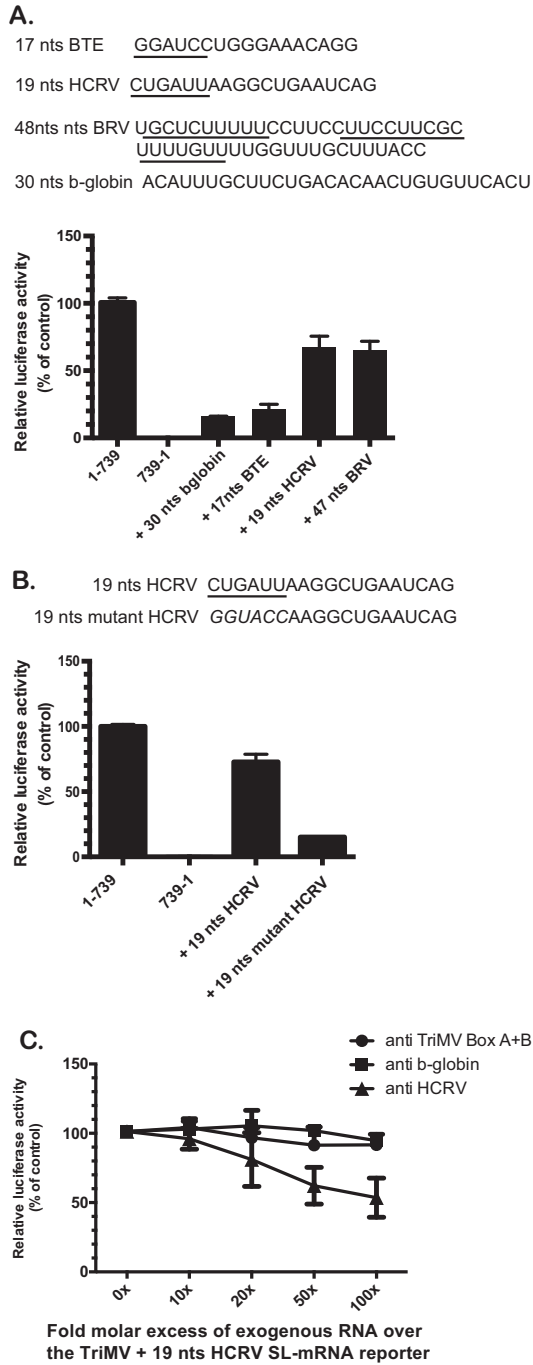 A.
17 nts BTE GGAUCCUGGGAAACAGG
19 nts HCRV CUGAUUAAGGCUGAAUCAG
48nts nts BRV UGCUCUUUUUCCUUCCUUCCUUCGC
UUUUGUUUUGGUUUGCUUUACC
30 nts b-globin ACAUUUGCUUCUGACACAACUGUGUUCACU
Relative luciferase activity
(% of control)
150
100
50
0
1-739
739-1
+ 30 nts bglobin
+ 17nts BTE
+ 19 nts HCRV
+ 47 nts BRV
B.
19 nts HCRV CUGAUUAAGGCUGAAUCAG
19 nts mutant HCRV GGUACCAAGGCUGAAUCAG
Relative luciferase activity
(% of control)
150
100
50
0
1-739
739-1
+ 19 nts HCRV
+ 19 nts mutant HCRV
C.
anti TriMV Box A+B
anti b-globin
anti HCRV
Relative luciferase activity
(% of control)
150
100
50
0
0x
10x
20x
50x
100x
Fold molar excess of exogenous RNA over
the TriMV + 19 nts HCRV SL-mRNA reporter